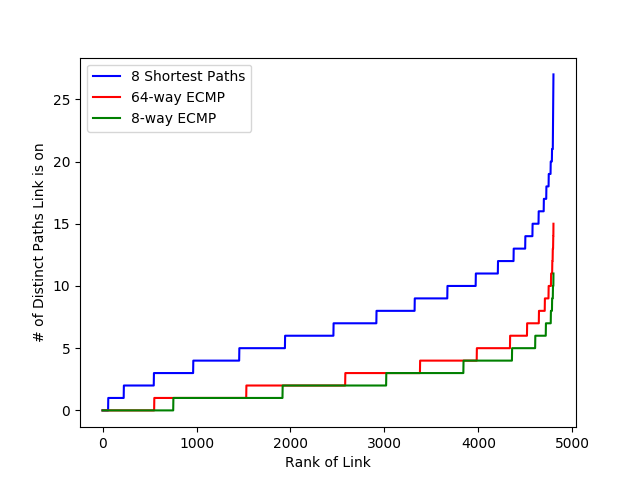 8 Shortest Paths
64-way ECMP
8-way ECMP
# of Distinct Paths Link is on
25
20
15
10
5
0
0 1000 2000 3000 4000 5000
Rank of Link